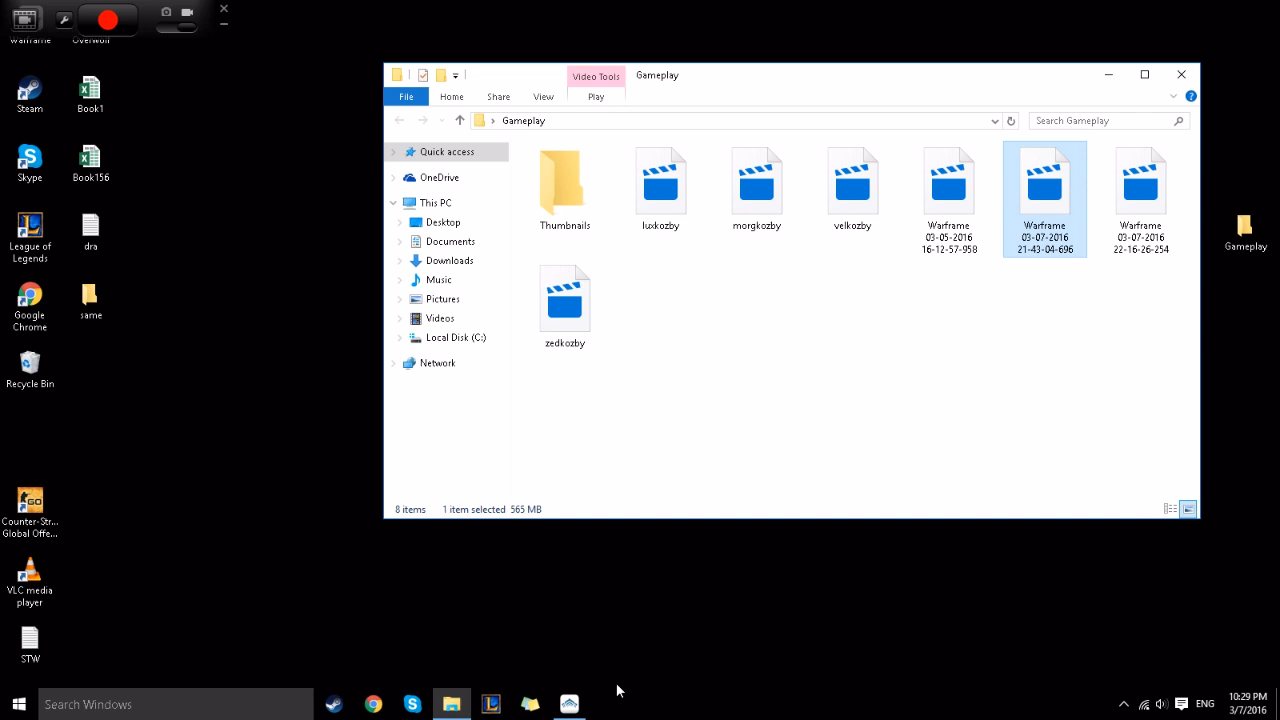 Warframe
Overwolf
Steam
Book1
Skype
Book156
League of
Legends
dra
Google
Chrome
same
Recycle Bin
Counter-Str...
Global Offe...
VLC media
player
STW
Video Tools
Gameplay
File
Home
Share
View
Play
Gameplay
Search Gameplay
Quick access
OneDrive
This PC
Desktop
Documents
Downloads
Music
Pictures
Videos
Local Disk (C:)
Network
Thumbnails
luxkozby
morgkozby
velkozby
Warframe
03-05-2016
16-12-57-958
Warframe
03-07-2016
21-43-04-696
Warframe
03-07-2016
22-16-26-254
zedkozby
8 items
1 item selected 565 MB
Gameplay
Search Windows
ENG
10:29 PM
3/7/2016